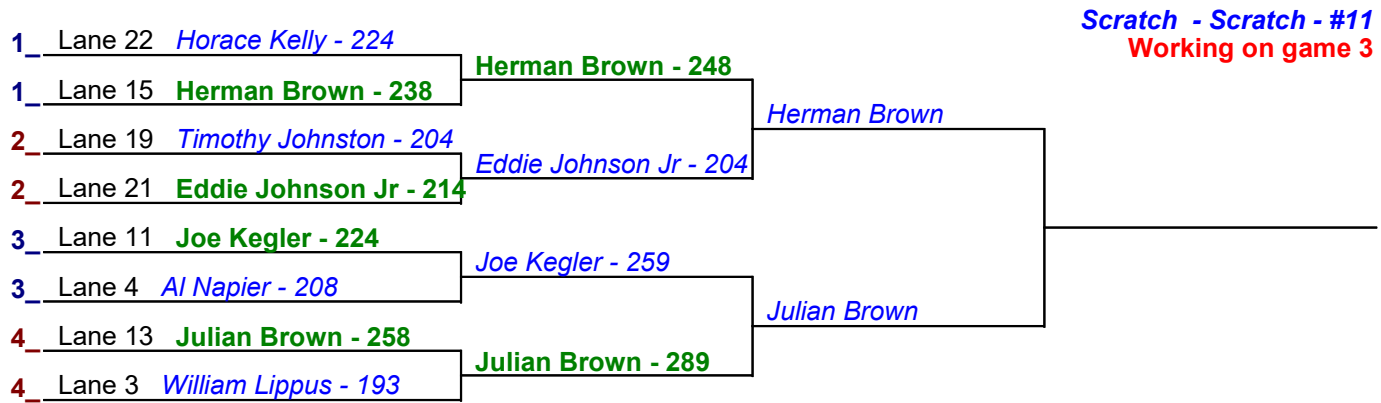 Scratch - Scratch - #11
Working on game 3
1_ Lane 22 Horace Kelly - 224
Herman Brown - 248
1_ Lane 15 Herman Brown - 238
Herman Brown
2_ Lane 19 Timothy Johnston - 204
Eddie Johnson Jr - 204
2_ Lane 21 Eddie Johnson Jr - 214
3_ Lane 11 Joe Kegler - 224
Joe Kegler - 259
3_ Lane 4 Al Napier - 208
Julian Brown
4_ Lane 13 Julian Brown - 258
Julian Brown - 289
4_ Lane 3 William Lippus - 193